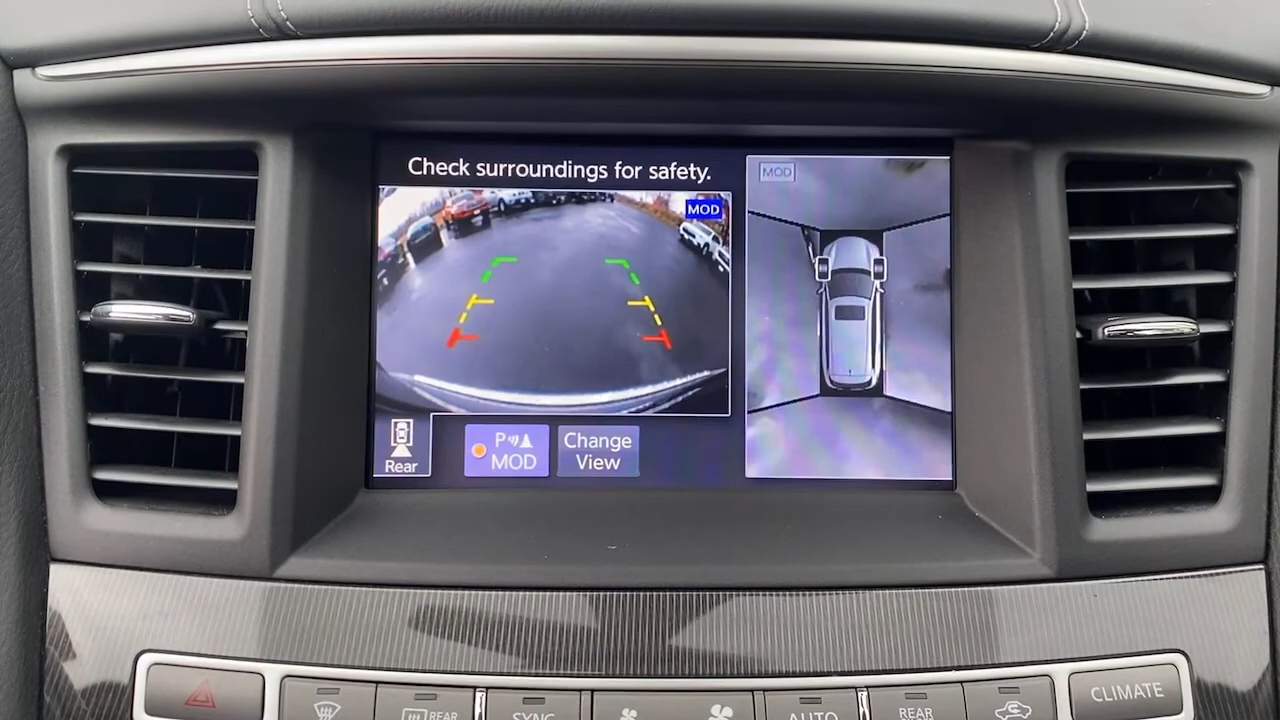 Check surroundings for safety.
MOD
MOD
Rear
P
MOD
Change
View
REAR
SYNC
AUTO
REAR
CLIMATE